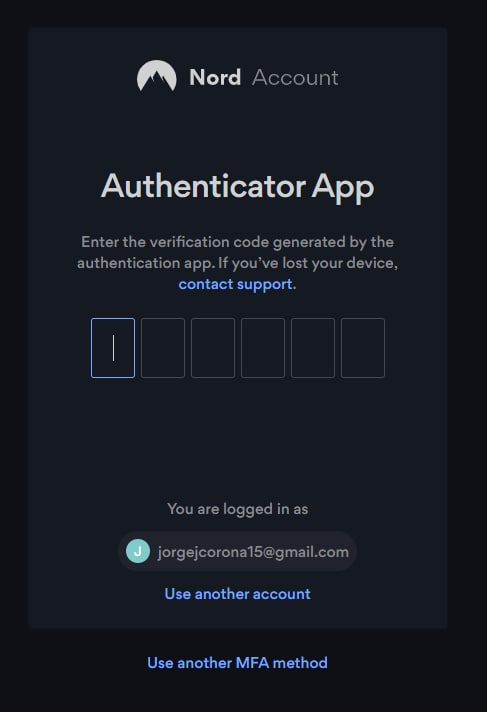 Nord Account
Authenticator App
Enter the verification code generated by the
authentication app. If you’ve lost your device,
contact support.
You are logged in as
J jorgejcorona15@gmail.com
Use another account
Use another MFA method